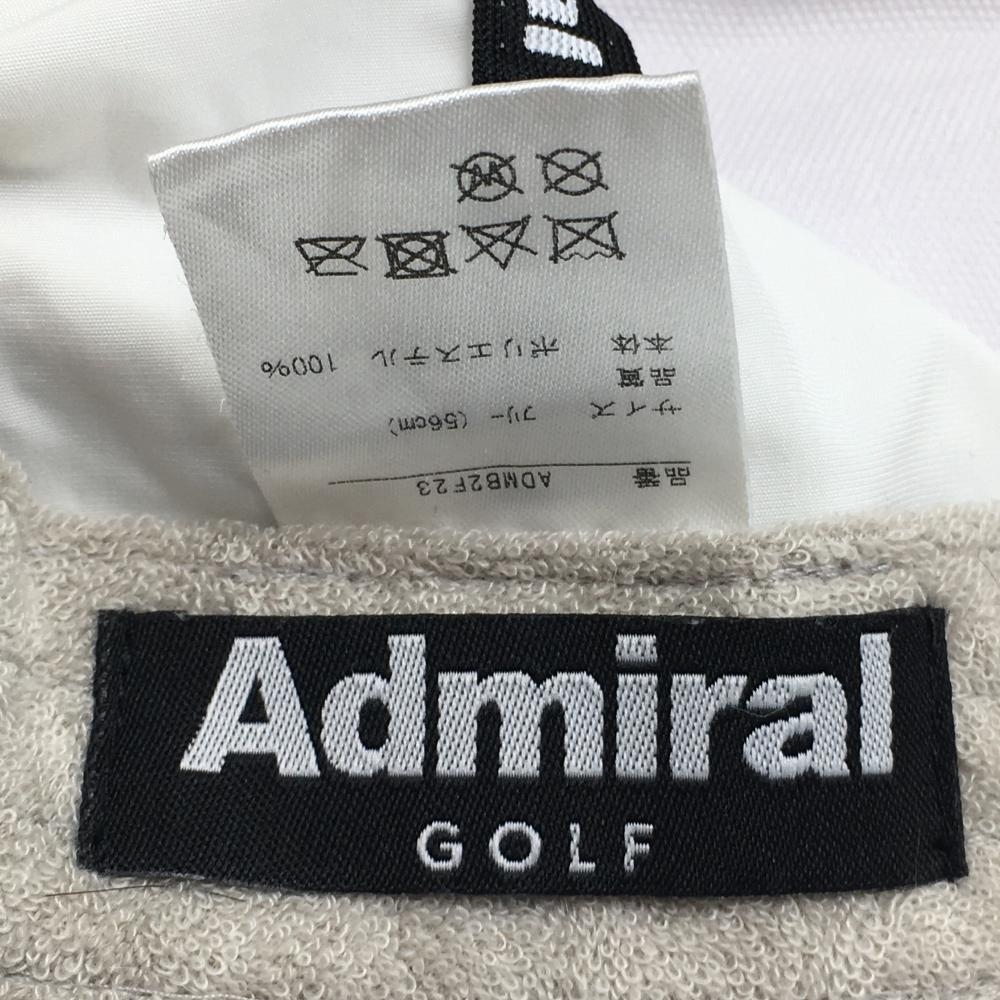 品番 ADMB2F23
サイズ フリー (56cm)
品質
本体 ポリエステル 100%
Admiral
GOLF